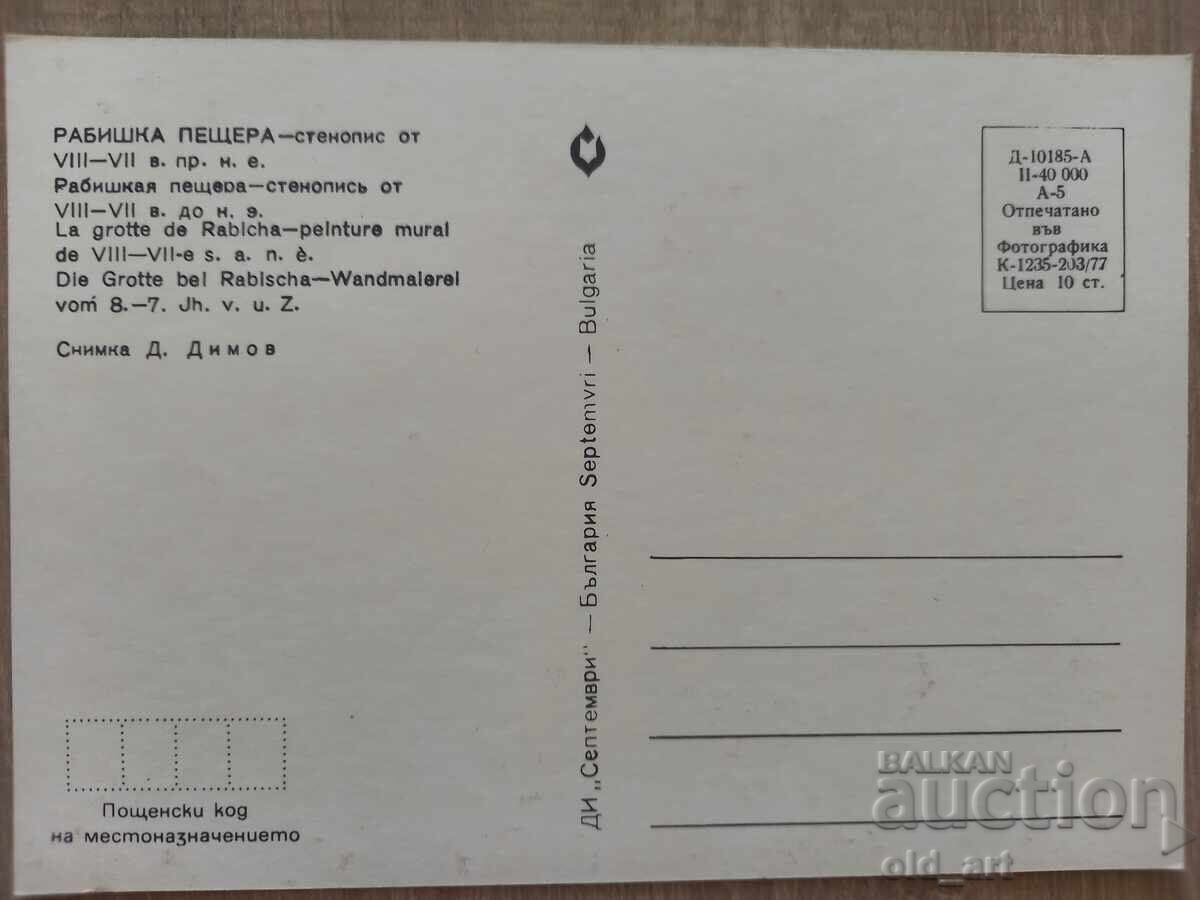 РАБИШКА ПЕЩЕРА—стенопис от
VIII—VII в. пр. н. е.
Рабишкая пещера—стенопись от
VIII—VII в. до н. э.
La grotte de Rabicha—peinture mural
de VIII—VII-e s. a. n. è.
Die Grotte bei Rabischa—Wandmalerei
vom 8.—7. Jh. v. u. Z.
Снимка Д. Димов
Пощенски код
на местоназначението
ДИ „Септември" — България Septemvri — Bulgaria
Д-10185-А
II-40 000
А-5
Отпечатано
във
Фотографика
К-1235-203/77
Цена 10 ст.
BALKAN
auction
old_art